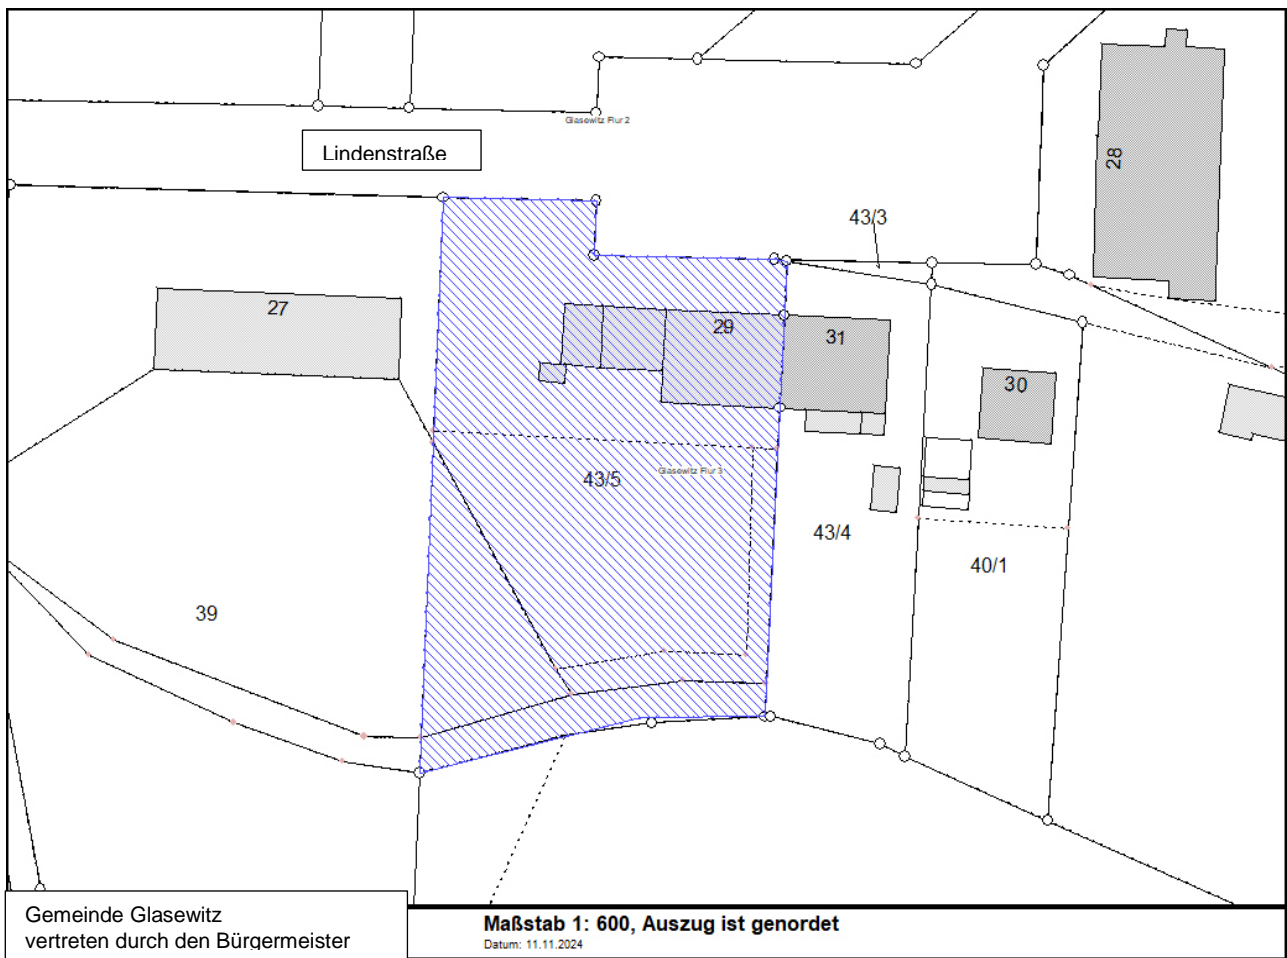 Glasewitz Flur 2
Lindenstraße
28
43/3
27
29
31
30
Glasewitz Flur 3
43/5
43/4
40/1
39
Gemeinde Glasewitz
vertreten durch den Bürgermeister
Maßstab 1: 600, Auszug ist genordet
Datum: 11.11.2024